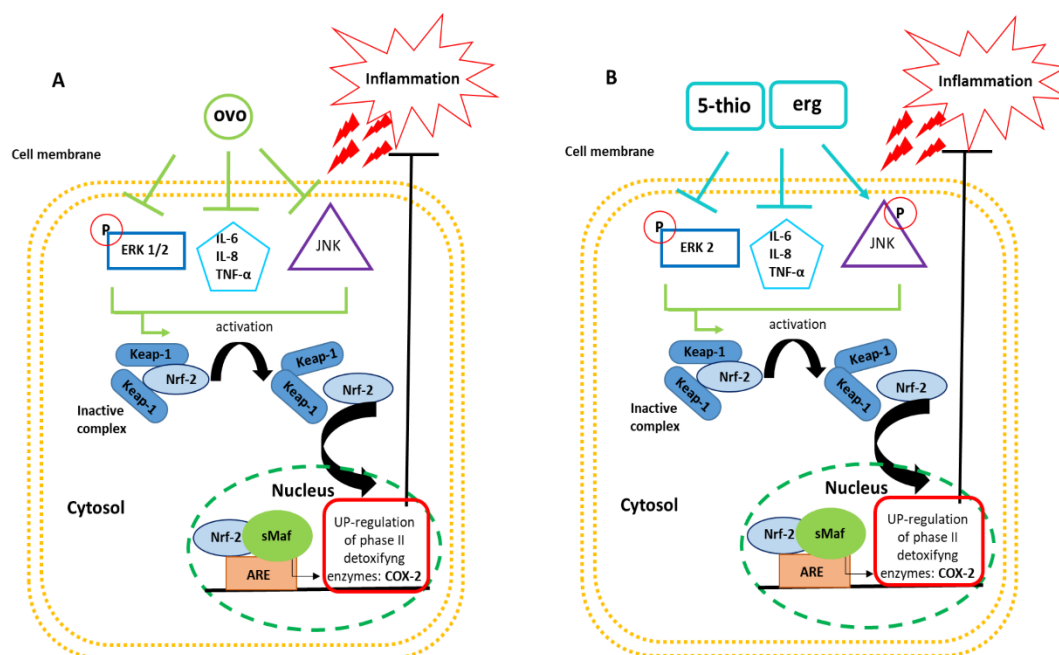 A
Inflammation
ovo
Cell membrane
P
ERK 1/2
IL-6
IL-8
TNF-α
JNK
activation
Keap-1
Nrf-2
Keap-1
Inactive
complex
Keap-1
Keap-1
Nrf-2
Cytosol
Nucleus
Nrf-2
sMaf
ARE
UP-regulation
of phase II
detoxifyng
enzymes: COX-2
B
Inflammation
5-thio
erg
Cell membrane
P
ERK 2
IL-6
IL-8
TNF-α
P
JNK
activation
Keap-1
Nrf-2
Keap-1
Inactive
complex
Keap-1
Keap-1
Nrf-2
Cytosol
Nucleus
Nrf-2
sMaf
ARE
UP-regulation
of phase II
detoxifyng
enzymes: COX-2